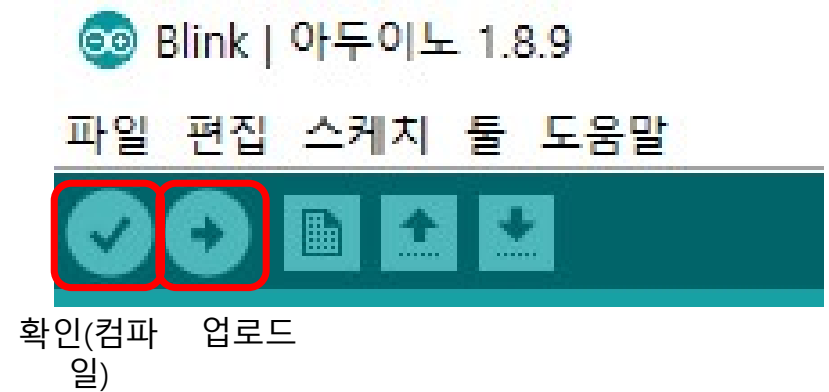 Blink | 아두이노 1.8.9
파일 편집 스케치 툴 도움말
확인(컴파 업로드
일)